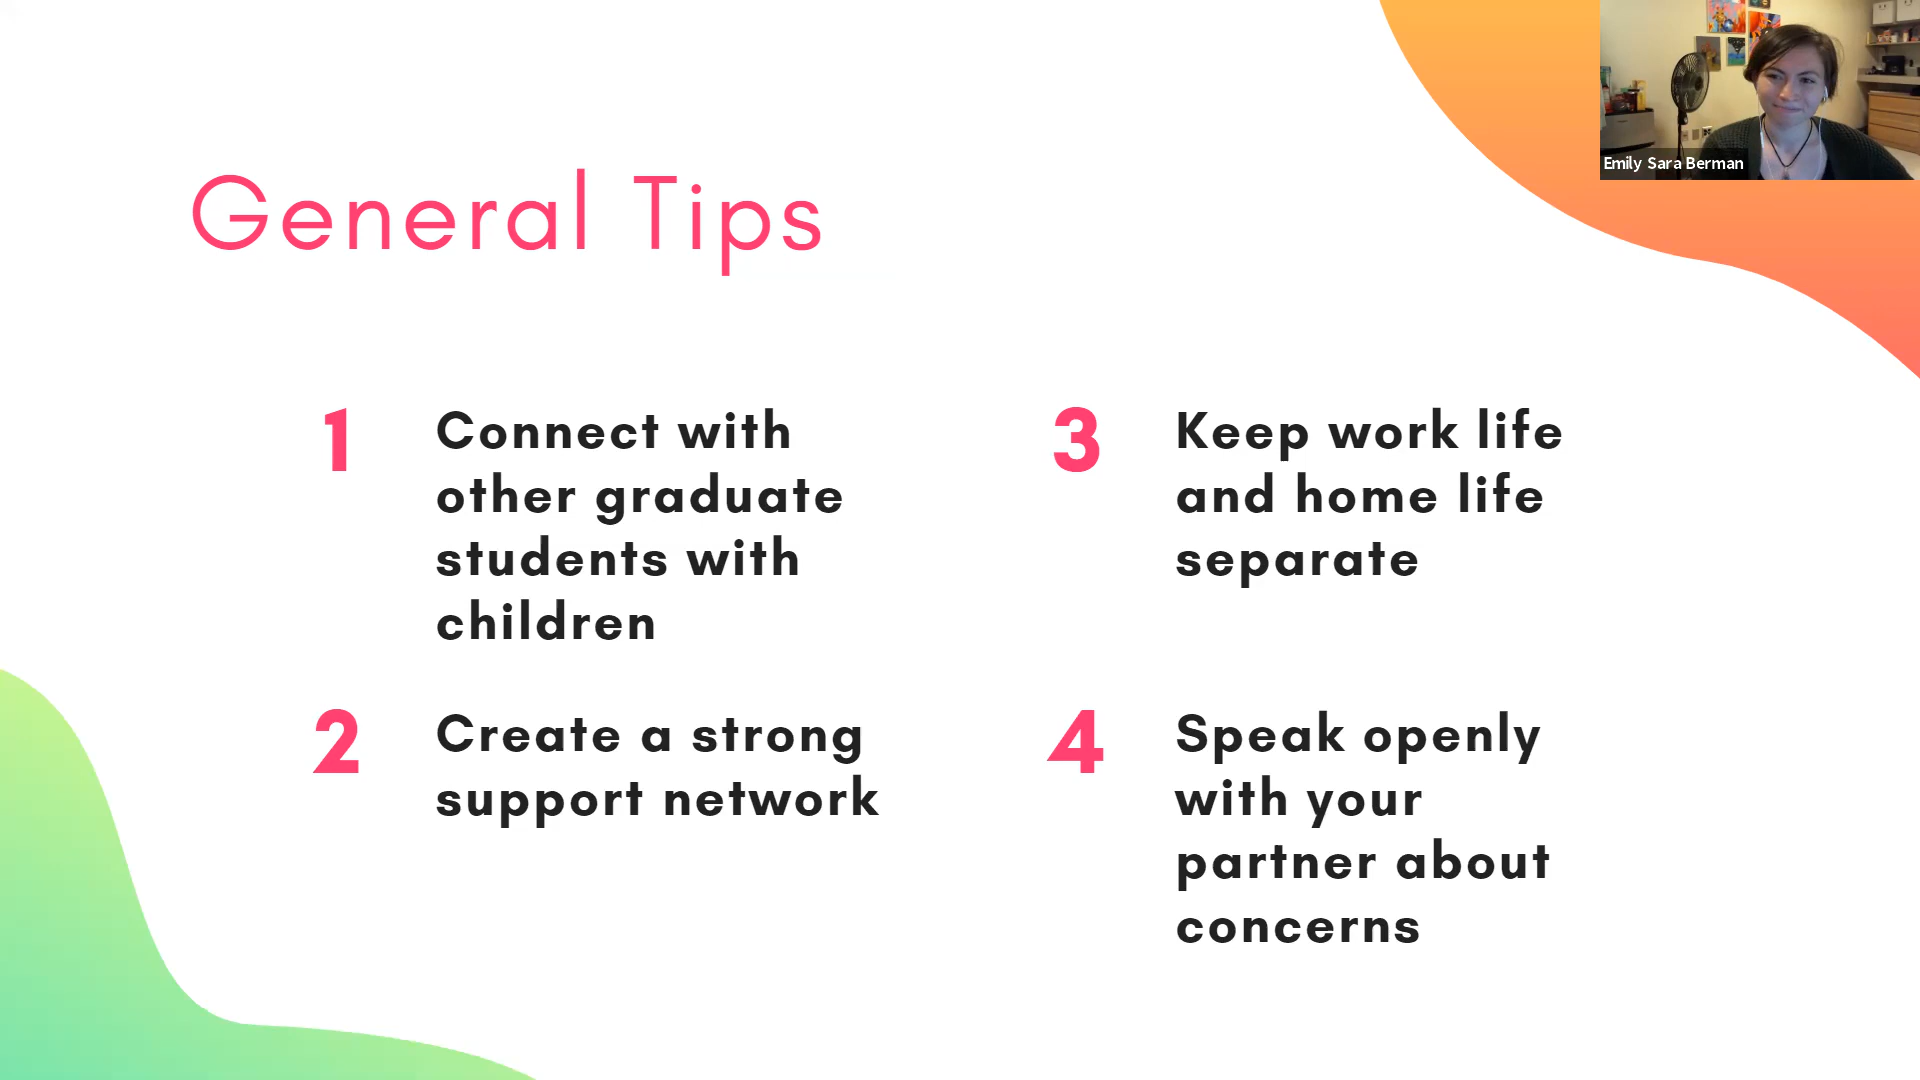 General Tips
1
Connect with
other graduate
students with
children
2
Create a strong
support network
3
Keep work life
and home life
separate
4
Speak openly
with your
partner about
concerns
Emily Sara Berman